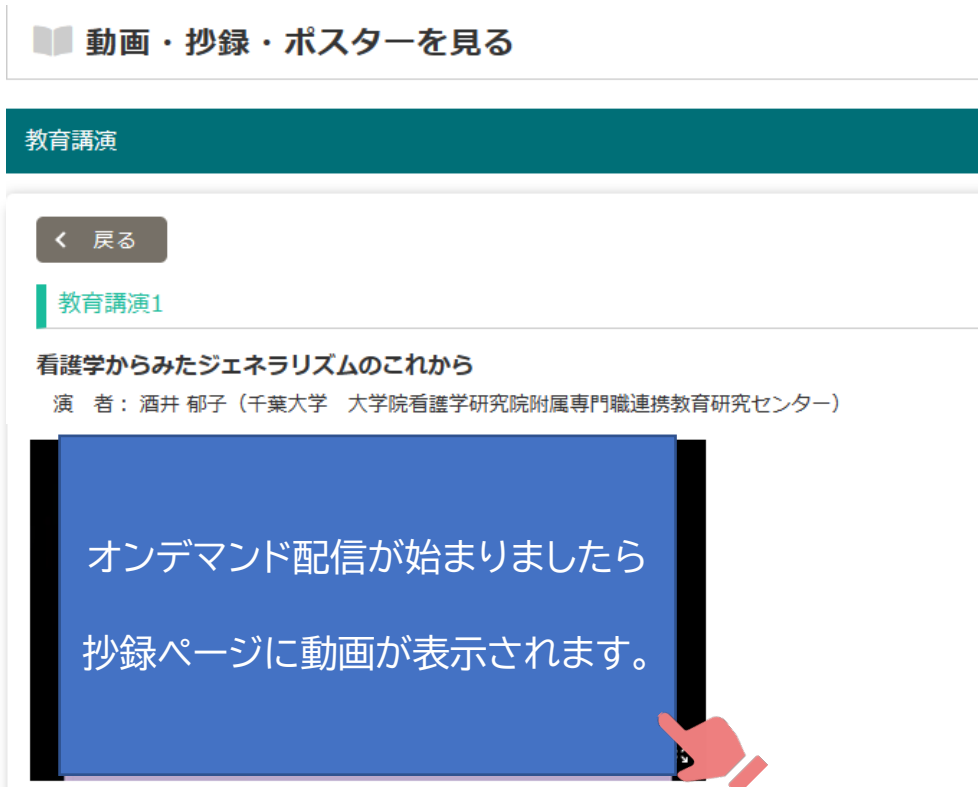 動画・抄録・ポスターを見る
教育講演
戻る
教育講演1
看護学からみたジェネラリズムのこれから
演　者： 酒井 郁子（千葉大学　大学院看護学研究院附属専門職連携教育研究センター）
オンデマンド配信が始まりましたら
抄録ページに動画が表示されます。